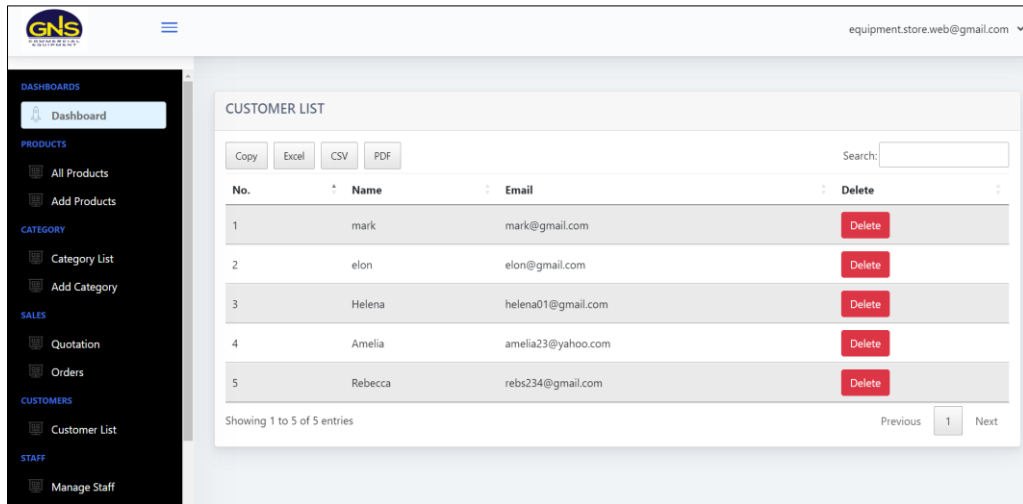 GNS
COMMERCIAL
EQUIPMENT
equipment.store.web@gmail.com
DASHBOARDS
Dashboard
PRODUCTS
All Products
Add Products
CATEGORY
Category List
Add Category
SALES
Quotation
Orders
CUSTOMERS
Customer List
STAFF
Manage Staff
CUSTOMER LIST
Copy Excel CSV PDF Search:
No. Name Email Delete
1 mark mark@gmail.com Delete
2 elon elon@gmail.com Delete
3 Helena helena01@gmail.com Delete
4 Amelia amelia23@yahoo.com Delete
5 Rebecca rebs234@gmail.com Delete
Showing 1 to 5 of 5 entries Previous 1 Next